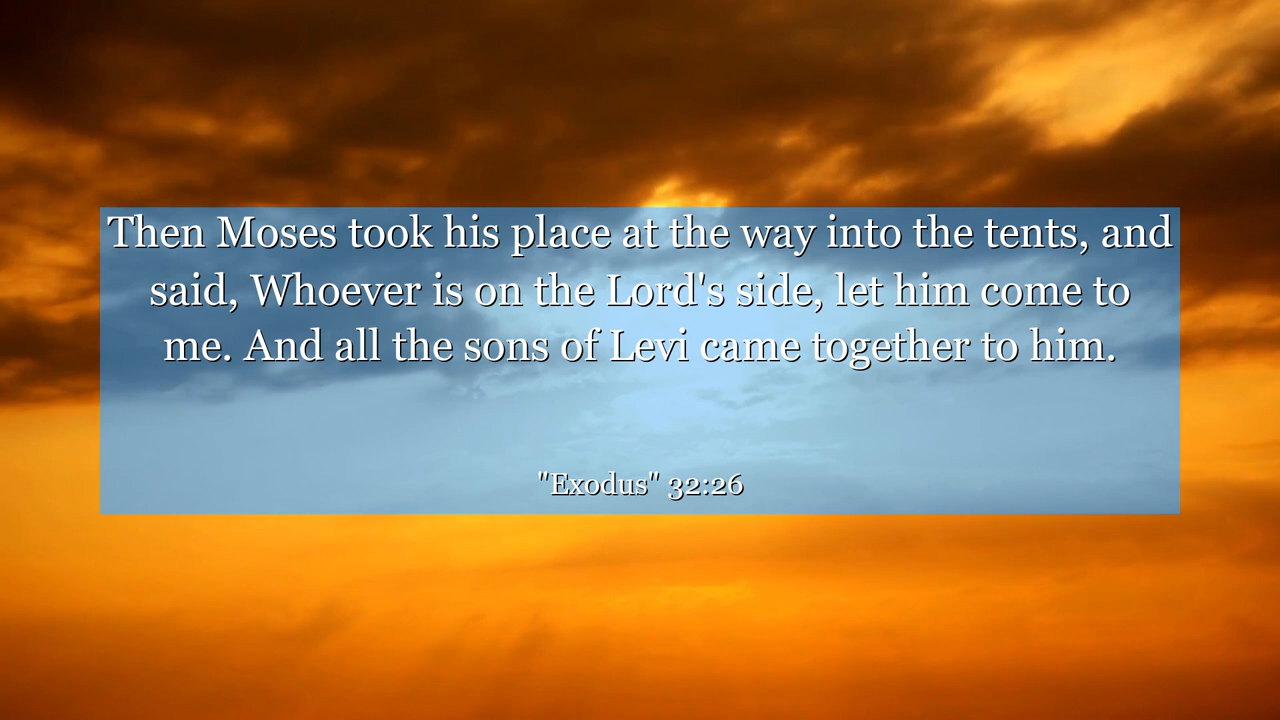 Then Moses took his place at the way into the tents, and
said, Whoever is on the Lord's side, let him come to
me. And all the sons of Levi came together to him.
"Exodus" 32:26